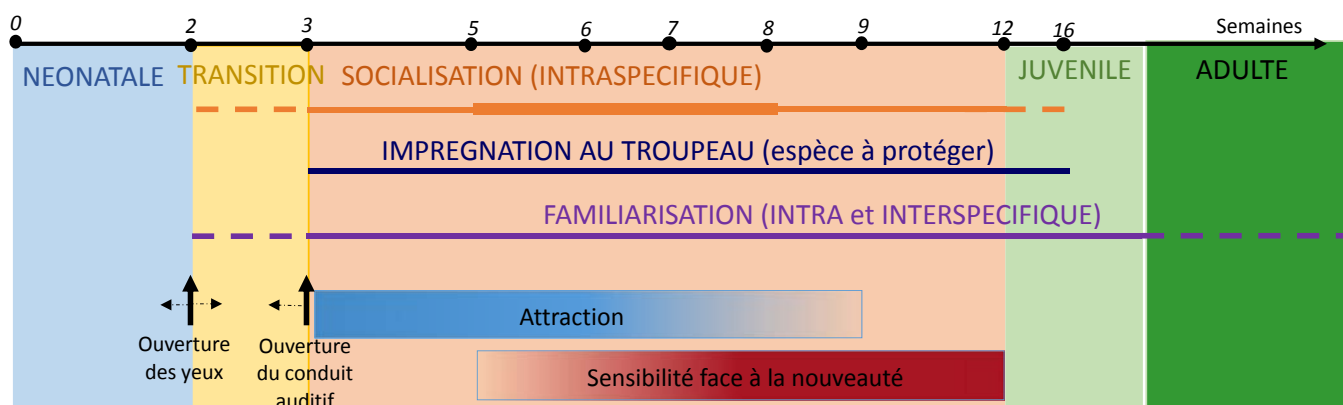 0 2 3 5 6 7 8 9 12 16 Semaines
NEONATALE TRANSITION SOCIALISATION (INTRASPECIFIQUE) JUVENILE ADULTE
IMPREGNATION AU TROUPEAU (espèce à protéger)
FAMILIARISATION (INTRA et INTERSPECIFIQUE)
Attraction
Ouverture
des yeux
Ouverture
du conduit
auditif
Sensibilité face à la nouveauté